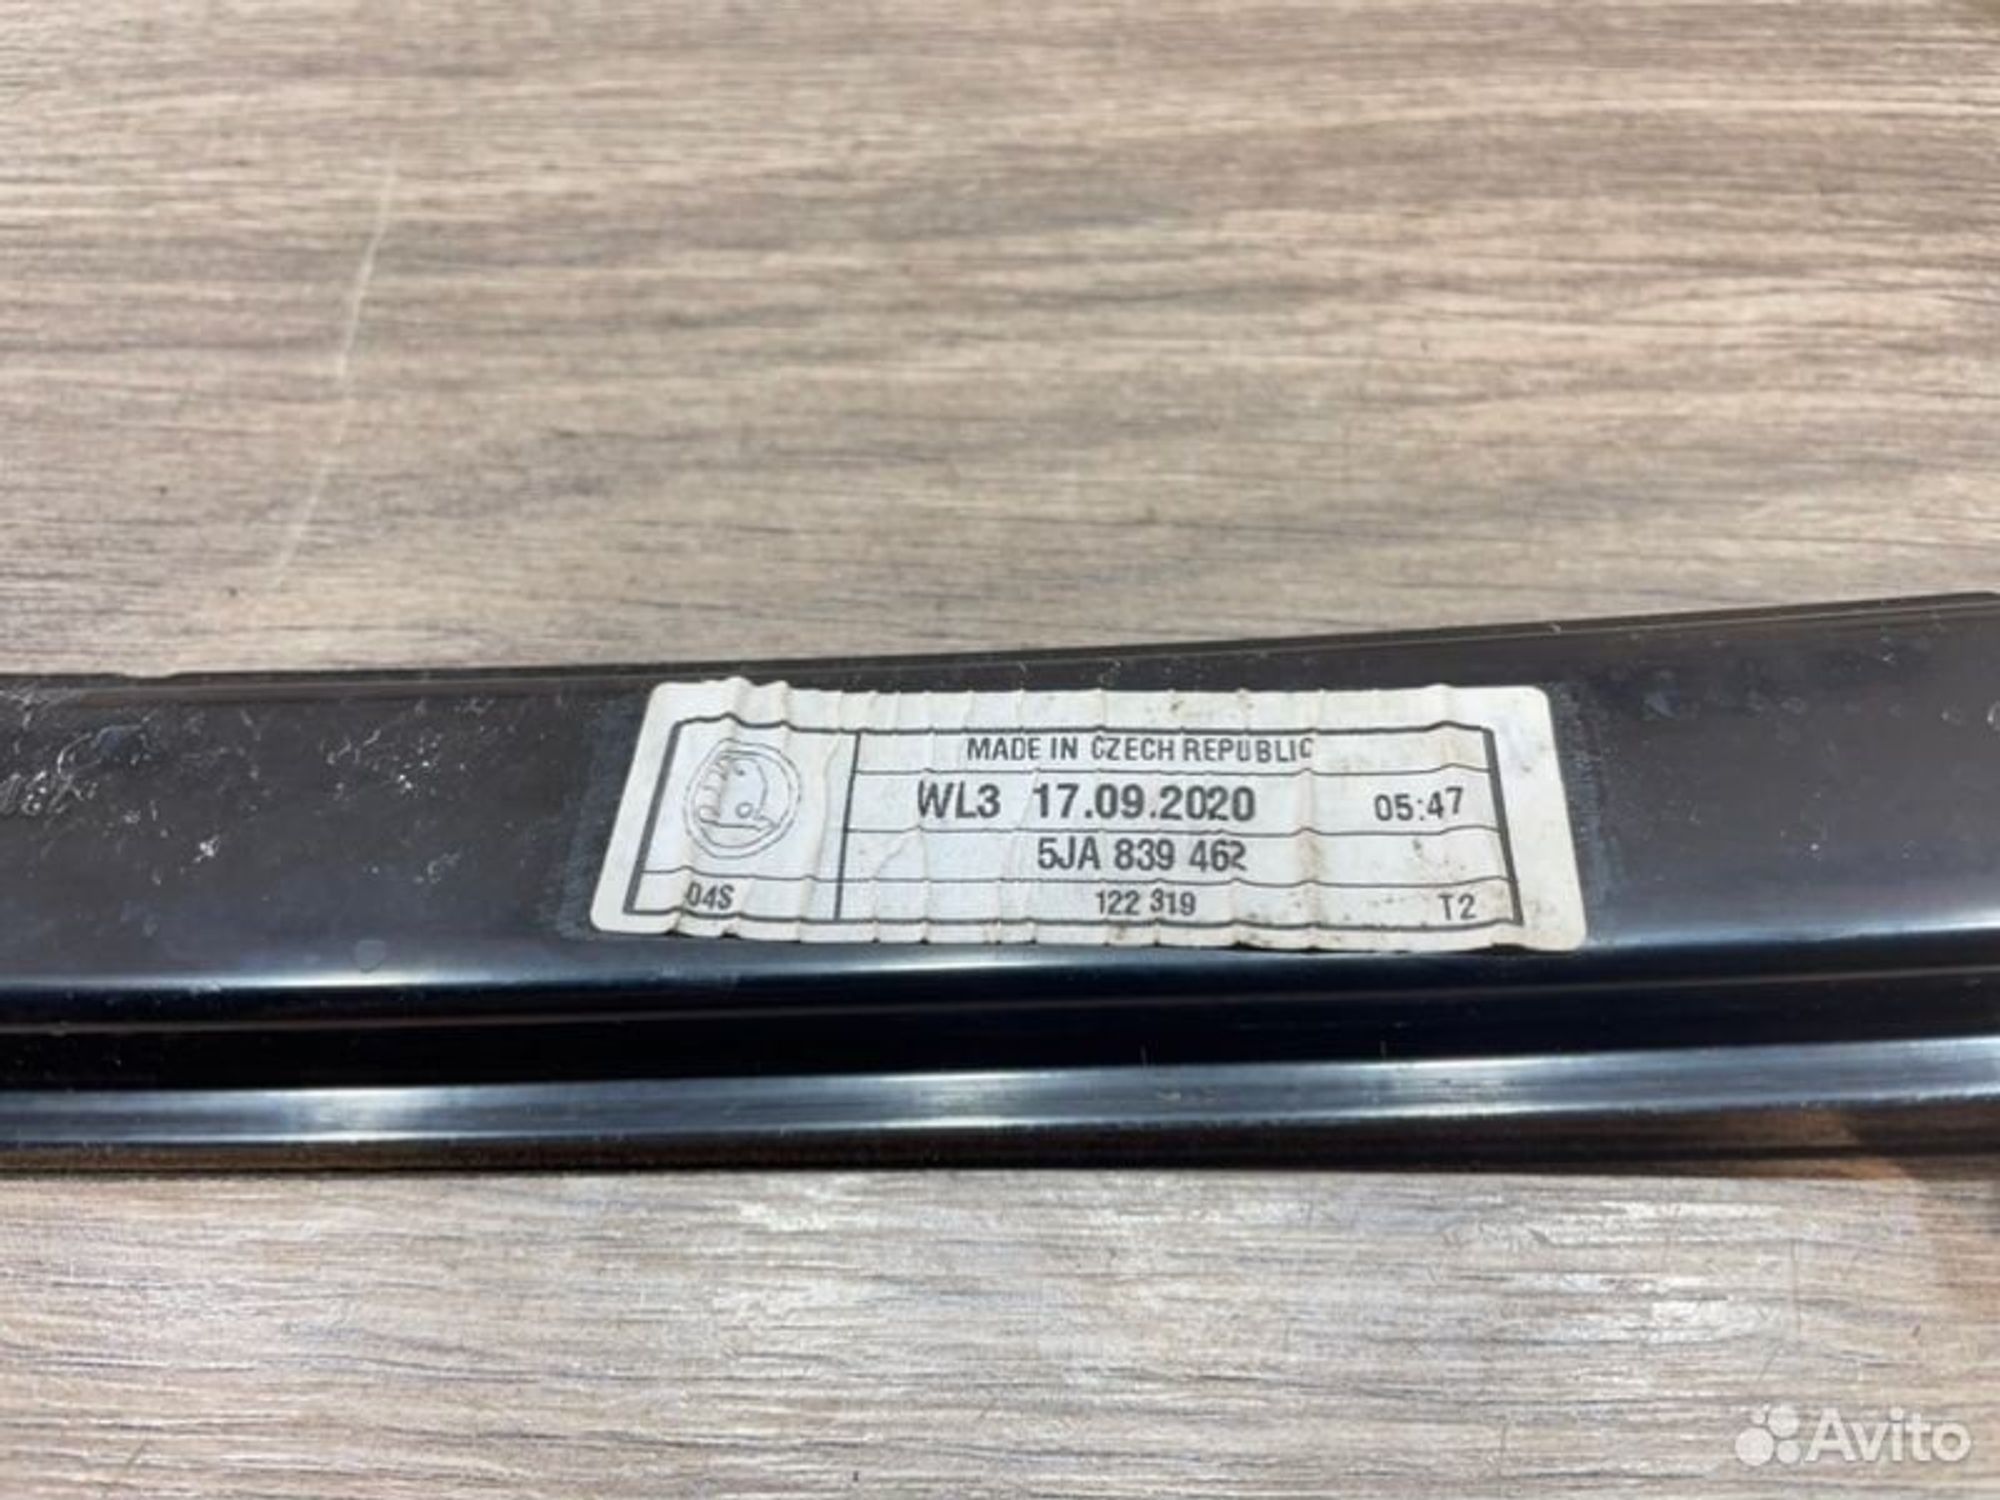 MADE IN CZECH REPUBLIC
WL3 17.09.2020 05:47
5JA 839 462
04S 122 319 T2
Avito